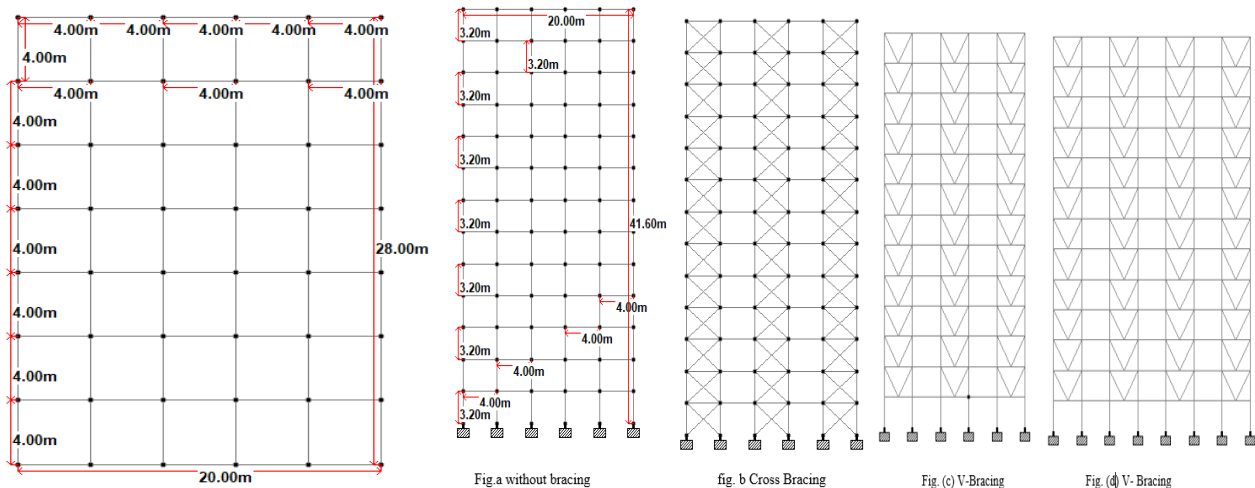 4.00m 4.00m 4.00m 4.00m 4.00m
4.00m
4.00m 4.00m 4.00m
4.00m
4.00m
4.00m
28.00m
4.00m
4.00m
4.00m
20.00m
20.00m
3.20m
3.20m
3.20m
3.20m
3.20m
41.60m
3.20m
4.00m
3.20m
4.00m
4.00m
3.20m
4.00m
Fig.a without bracing
fig. b Cross Bracing
Fig. (c) V-Bracing
Fig. (d) V- Bracing